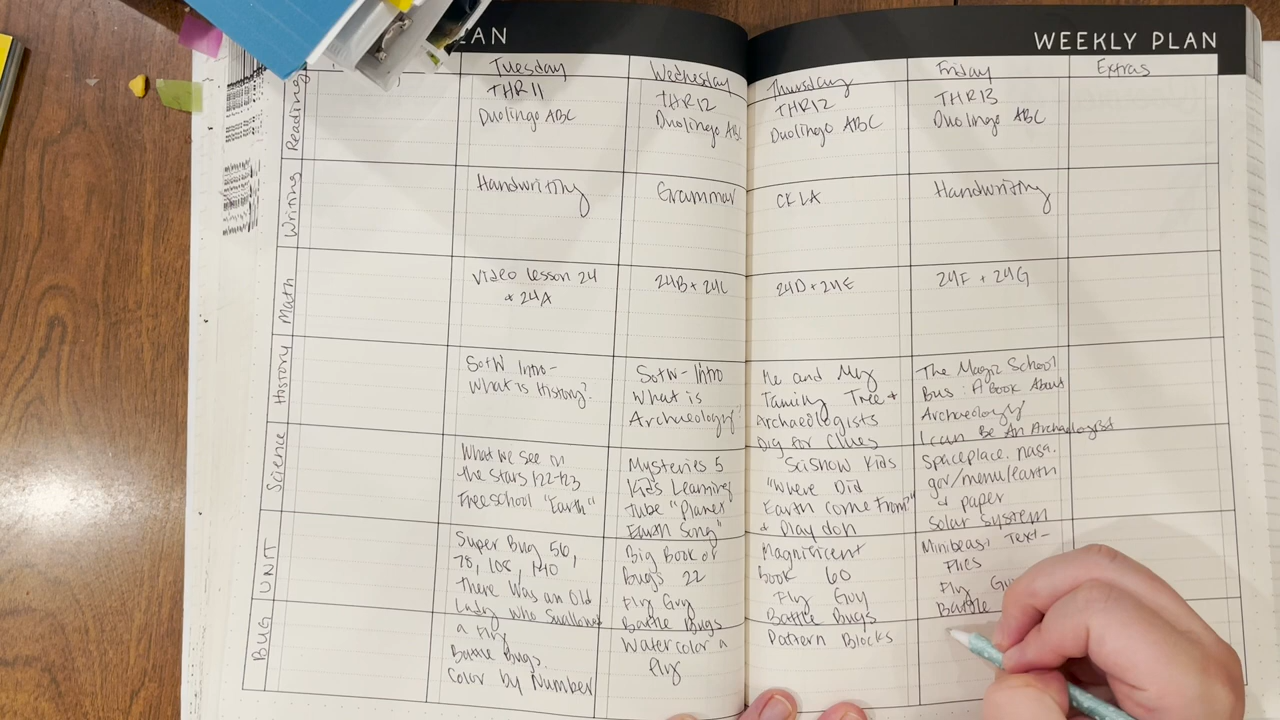 LAN
WEEKLY PLAN
Tuesday
Wednesday
Thursday
Friday
Extras
Reading
THR11
Duolingo ABC
THR12
Duolingo ABC
THR12
Duolingo ABC
THR13
Duolingo ABC
Writing
Handwriting
Grammar
CKLA
Handwriting
Math
Video lesson 24
+ 24A
24B + 24C
24D + 24E
24F + 24G
History
SotW Intro-
What is History?
SotW - Intro
What is
Archaeology?
Me and My
Family Tree +
Archaeologists
Dig for Clues
The Magic School
Bus: A Book About
Archaeology
I can Be An Archaeologist
Science
What we see in
the stars 122-123
Freeschool "Earth"
Mysteries 5
Kids Learning
Tube "Planet
Earth Song"
SciShow Kids
"Where Did
Earth come From?"
+ Playdoh
Spaceplace.nasa.
gov/menu/earth
+ paper
Solar System
BUG UNIT
Super Bug 56,
78, 108, 140
There Was an Old
Lady who Swallowed
a Fly
Battle Bugs
Color by Number
Big Book of
Bugs 22
Fly Guy
Battle Bugs
Watercolor a
Fly
Magnificent
Book 60
Fly Guy
Battle Bugs
Pattern Blocks
Minibeast Text-
Flies
Fly Guy
Battle